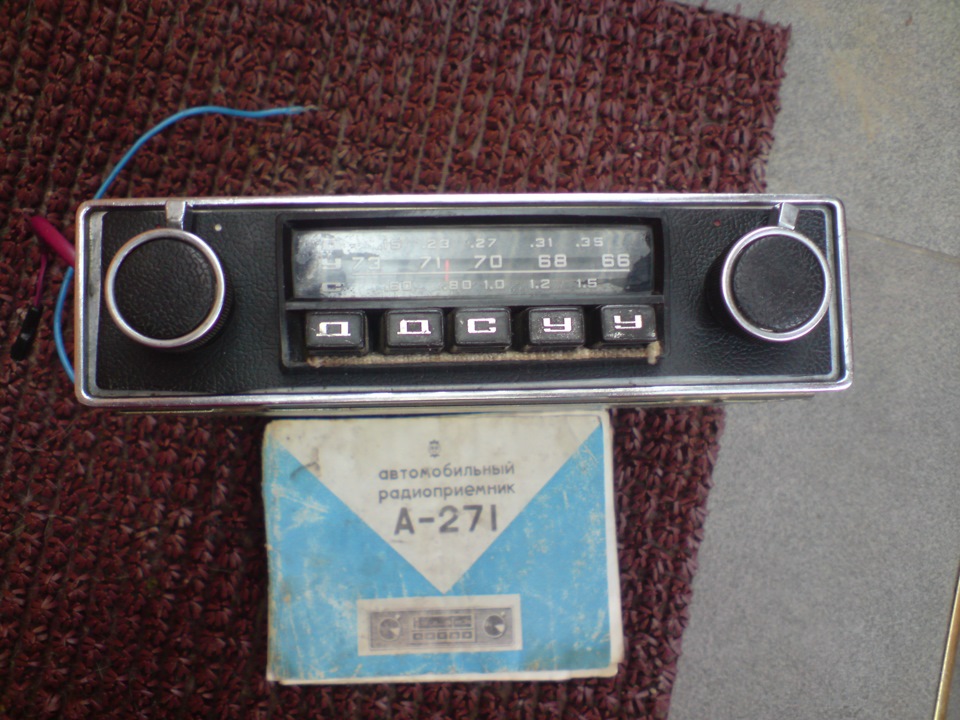 .23 .27 .31 .35
У 73 71 70 68 66
С .60 .80 1.0 1.2 1.5
Д Д С У У
автомобильный
радиоприемник
А-271